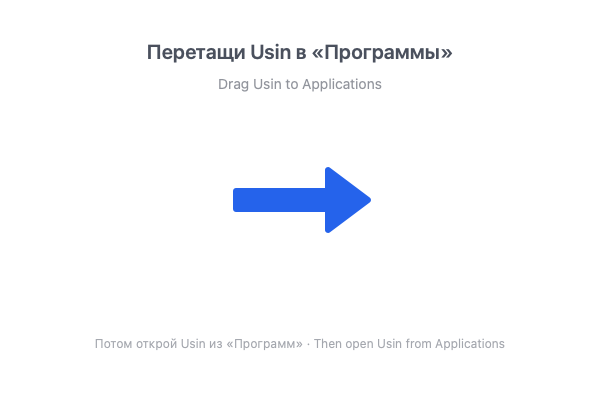 Перетащи Usin в «Программы»
Drag Usin to Applications
Потом открой Usin из «Программ» · Then open Usin from Applications